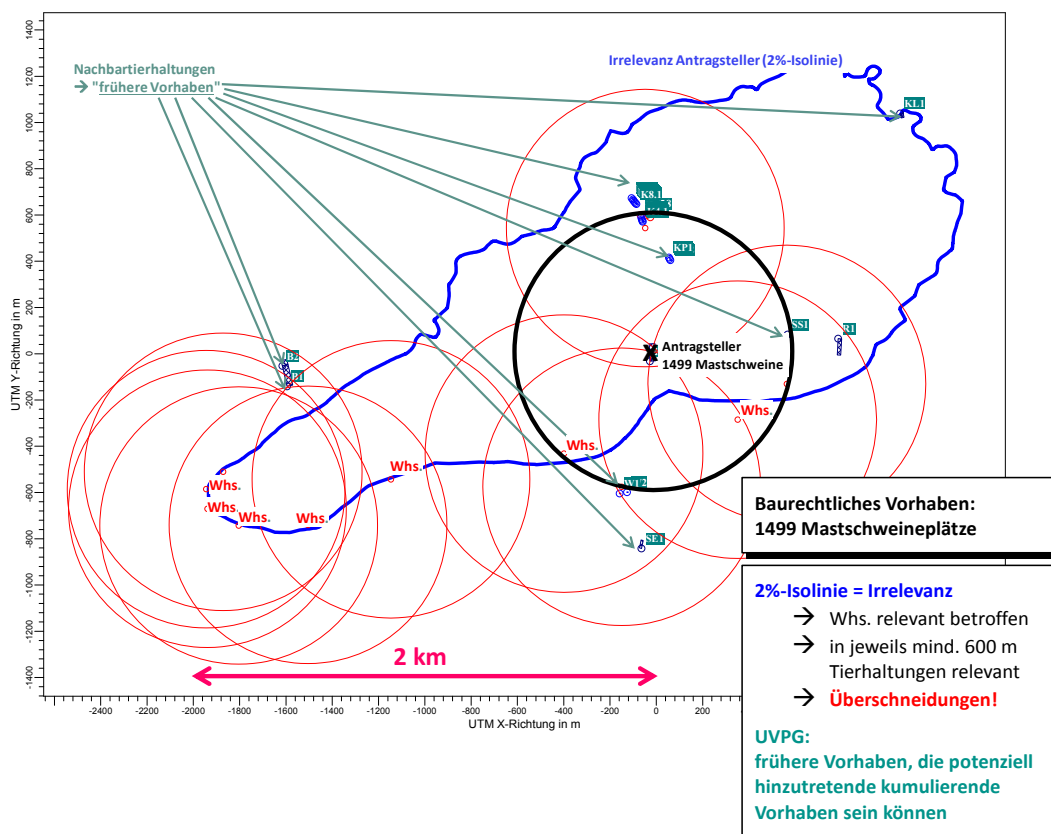 Irrelevanz Antragsteller (2%-Isolinie)
Nachbartierhaltungen
→ "frühere Vorhaben"
KL1
K8.1
KP1
SS1
R1
B2
Antragsteller
1499 Mastschweine
X
Whs.
Whs.
Whs.
Whs.
Whs.
Whs.
Whs.
WT2
SE1
2 km
UTM Y-Richtung in m
1400
1200
1000
800
600
400
200
0
-200
-400
-600
-800
-1000
-1200
-1400
-2600 -2400 -2200 -2000 -1800 -1600 -1400 -1200 -1000 -800 -600 -400 -200 0 200
UTM X-Richtung in m
Baurechtliches Vorhaben:
1499 Mastschweineplätze
2%-Isolinie = Irrelevanz
→ Whs. relevant betroffen
→ in jeweils mind. 600 m
Tierhaltungen relevant
→ Überschneidungen!
UVPG:
frühere Vorhaben, die potenziell
hinzutretende kumulierende
Vorhaben sein können